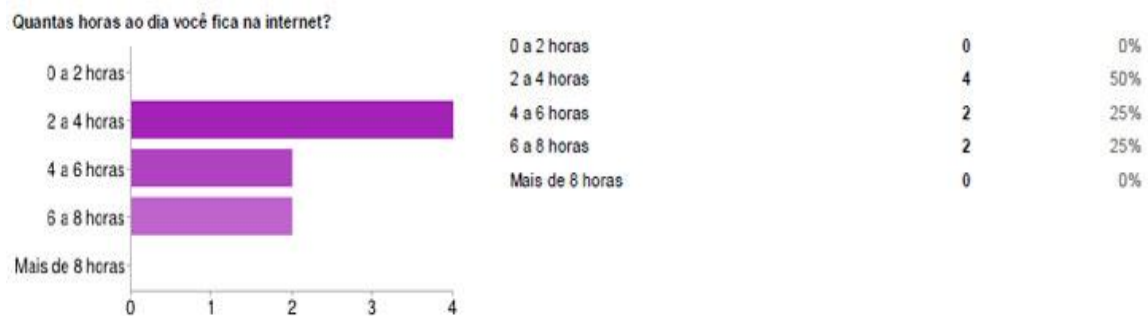 Quantas horas ao dia você fica na internet?
0 a 2 horas
2 a 4 horas
4 a 6 horas
6 a 8 horas
Mais de 8 horas
0 1 2 3 4
0 a 2 horas 0 0%
2 a 4 horas 4 50%
4 a 6 horas 2 25%
6 a 8 horas 2 25%
Mais de 8 horas 0 0%